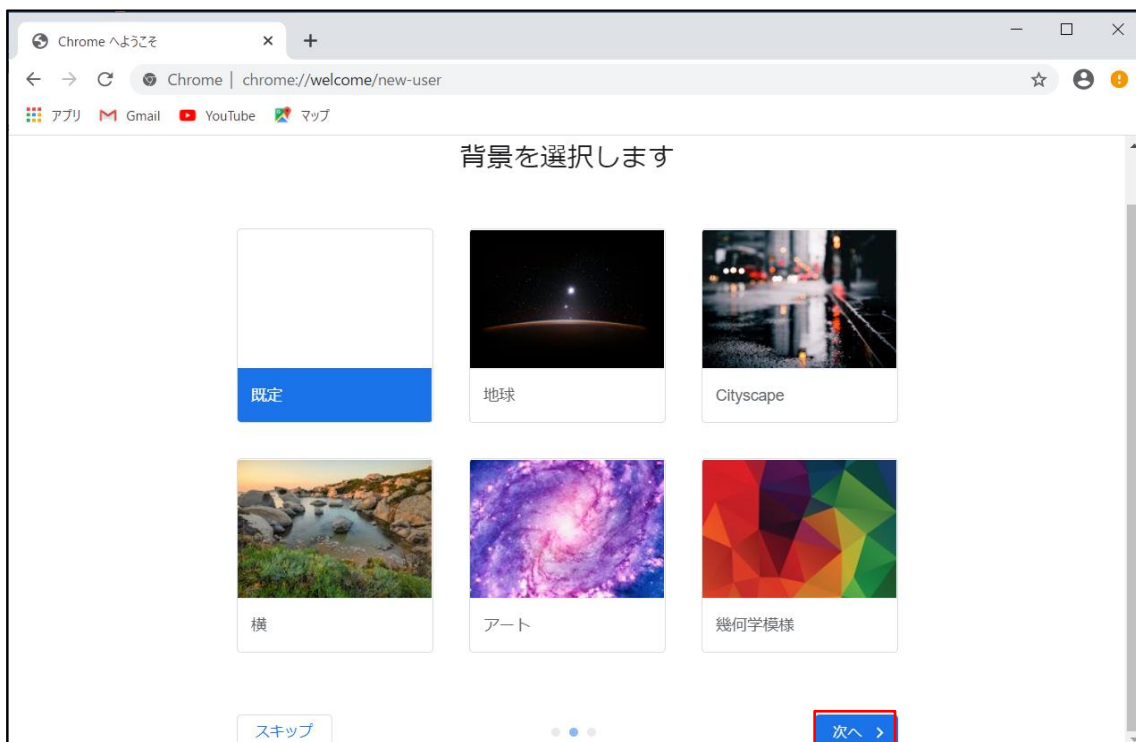 Chrome へようこそ
Chrome | chrome://welcome/new-user
アプリ Gmail YouTube マップ
背景を選択します
既定 地球 Cityscape
横 アート 幾何学模様
スキップ 次へ